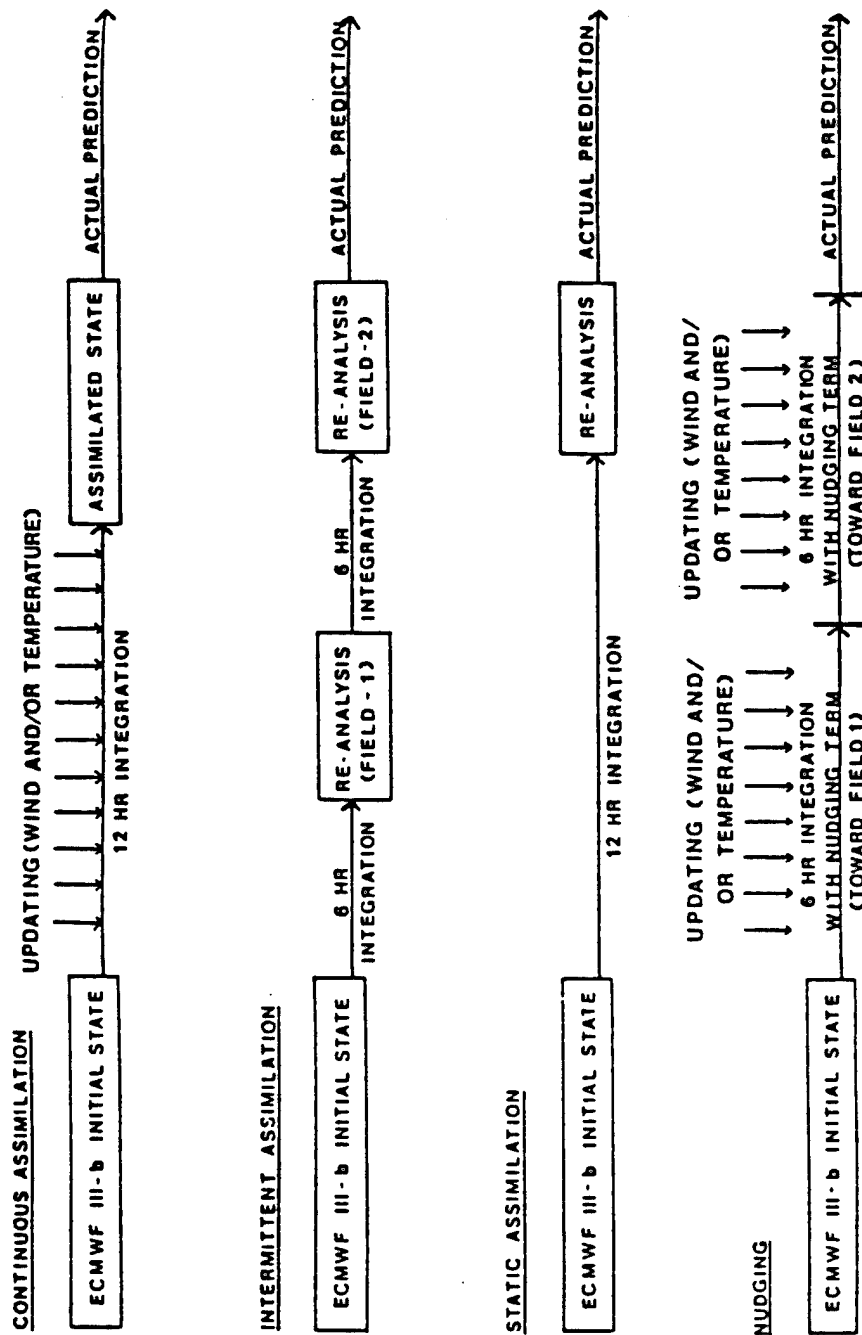 CONTINUOUS ASSIMILATION
UPDATING (WIND AND/OR TEMPERATURE)
ECMWF III-b INITIAL STATE
12 HR INTEGRATION
ASSIMILATED STATE
ACTUAL PREDICTION
INTERMITTENT ASSIMILATION
ECMWF III-b INITIAL STATE
6 HR
INTEGRATION
RE-ANALYSIS
(FIELD-1)
6 HR
INTEGRATION
RE-ANALYSIS
(FIELD-2)
ACTUAL PREDICTION
STATIC ASSIMILATION
ECMWF III-b INITIAL STATE
12 HR INTEGRATION
RE-ANALYSIS
ACTUAL PREDICTION
NUDGING
ECMWF III-b INITIAL STATE
UPDATING (WIND AND/
OR TEMPERATURE)
6 HR INTEGRATION
WITH NUDGING TERM
(TOWARD FIELD 1)
UPDATING (WIND AND/
OR TEMPERATURE)
6 HR INTEGRATION
WITH NUDGING TERM
(TOWARD FIELD 2)
ACTUAL PREDICTION